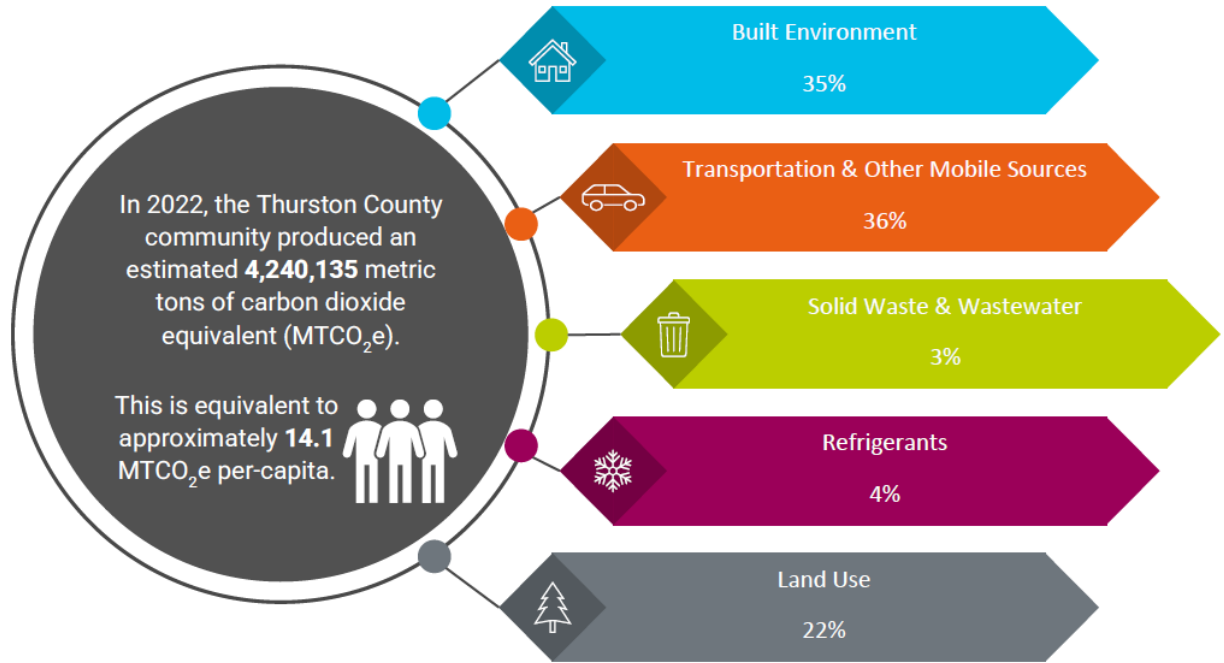 In 2022, the Thurston County
community produced an
estimated 4,240,135 metric
tons of carbon dioxide
equivalent (MTCO₂e).
This is equivalent to
approximately 14.1
MTCO₂e per-capita.
Built Environment
35%
Transportation & Other Mobile Sources
36%
Solid Waste & Wastewater
3%
Refrigerants
4%
Land Use
22%